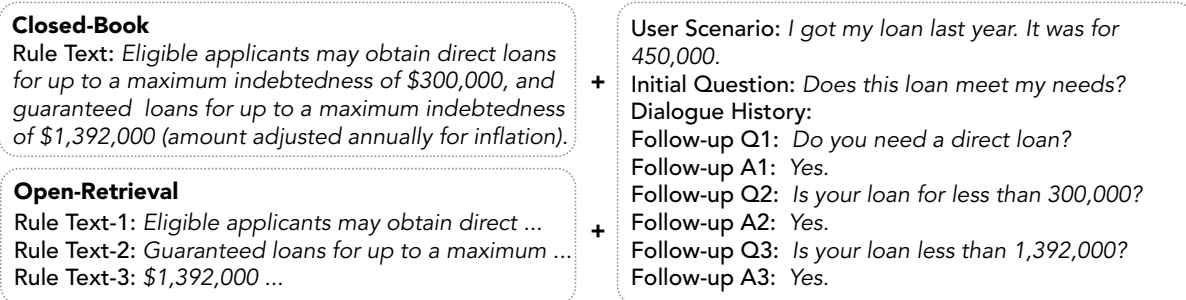 Closed-Book
Rule Text: Eligible applicants may obtain direct loans
for up to a maximum indebtedness of $300,000, and
guaranteed loans for up to a maximum indebtedness
of $1,392,000 (amount adjusted annually for inflation).
+
Open-Retrieval
Rule Text-1: Eligible applicants may obtain direct ...
Rule Text-2: Guaranteed loans for up to a maximum ...
Rule Text-3: $1,392,000 ...
+
User Scenario: I got my loan last year. It was for
450,000.
Initial Question: Does this loan meet my needs?
Dialogue History:
Follow-up Q1: Do you need a direct loan?
Follow-up A1: Yes.
Follow-up Q2: Is your loan for less than 300,000?
Follow-up A2: Yes.
Follow-up Q3: Is your loan less than 1,392,000?
Follow-up A3: Yes.